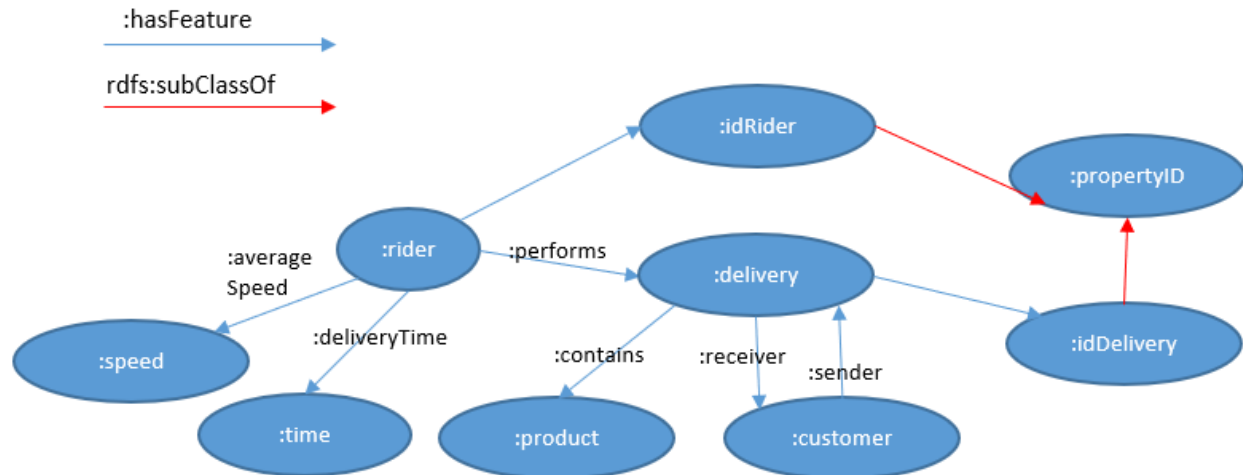 :hasFeature
rdfs:subClassOf
:idRider
:propertyID
:rider
:performs
:average
Speed
:delivery
:deliveryTime
:speed
:contains
:receiver
:sender
:idDelivery
:time
:product
:customer